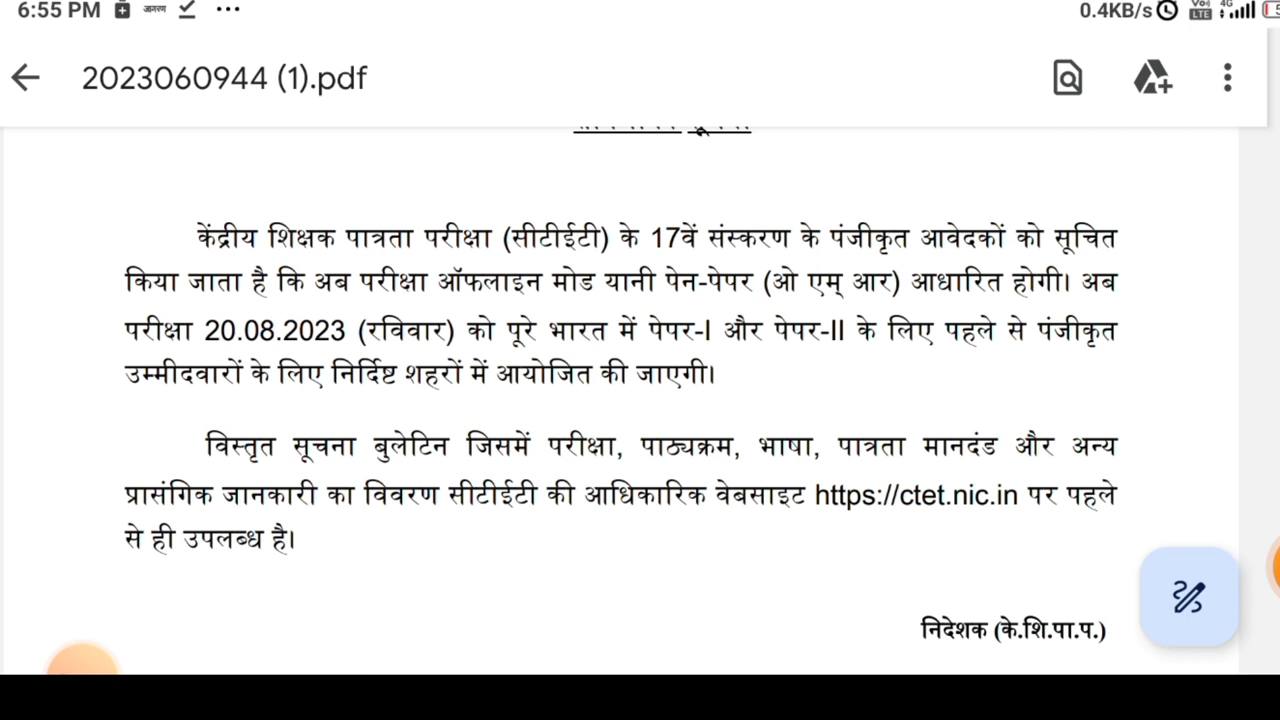 6:55 PM
0.4KB/s
VoI LTE 4G
2023060944 (1).pdf
केंद्रीय शिक्षक पात्रता परीक्षा (सीटीईटी) के 17वें संस्करण के पंजीकृत आवेदकों को सूचित
किया जाता है कि अब परीक्षा ऑफलाइन मोड यानी पेन-पेपर (ओ एम् आर) आधारित होगी। अब
परीक्षा 20.08.2023 (रविवार) को पूरे भारत में पेपर-I और पेपर-II के लिए पहले से पंजीकृत
उम्मीदवारों के लिए निर्दिष्ट शहरों में आयोजित की जाएगी।
विस्तृत सूचना बुलेटिन जिसमें परीक्षा, पाठ्यक्रम, भाषा, पात्रता मानदंड और अन्य
प्रासंगिक जानकारी का विवरण सीटीईटी की आधिकारिक वेबसाइट https://ctet.nic.in पर पहले
से ही उपलब्ध है।
निदेशक (के.शि.पा.प.)